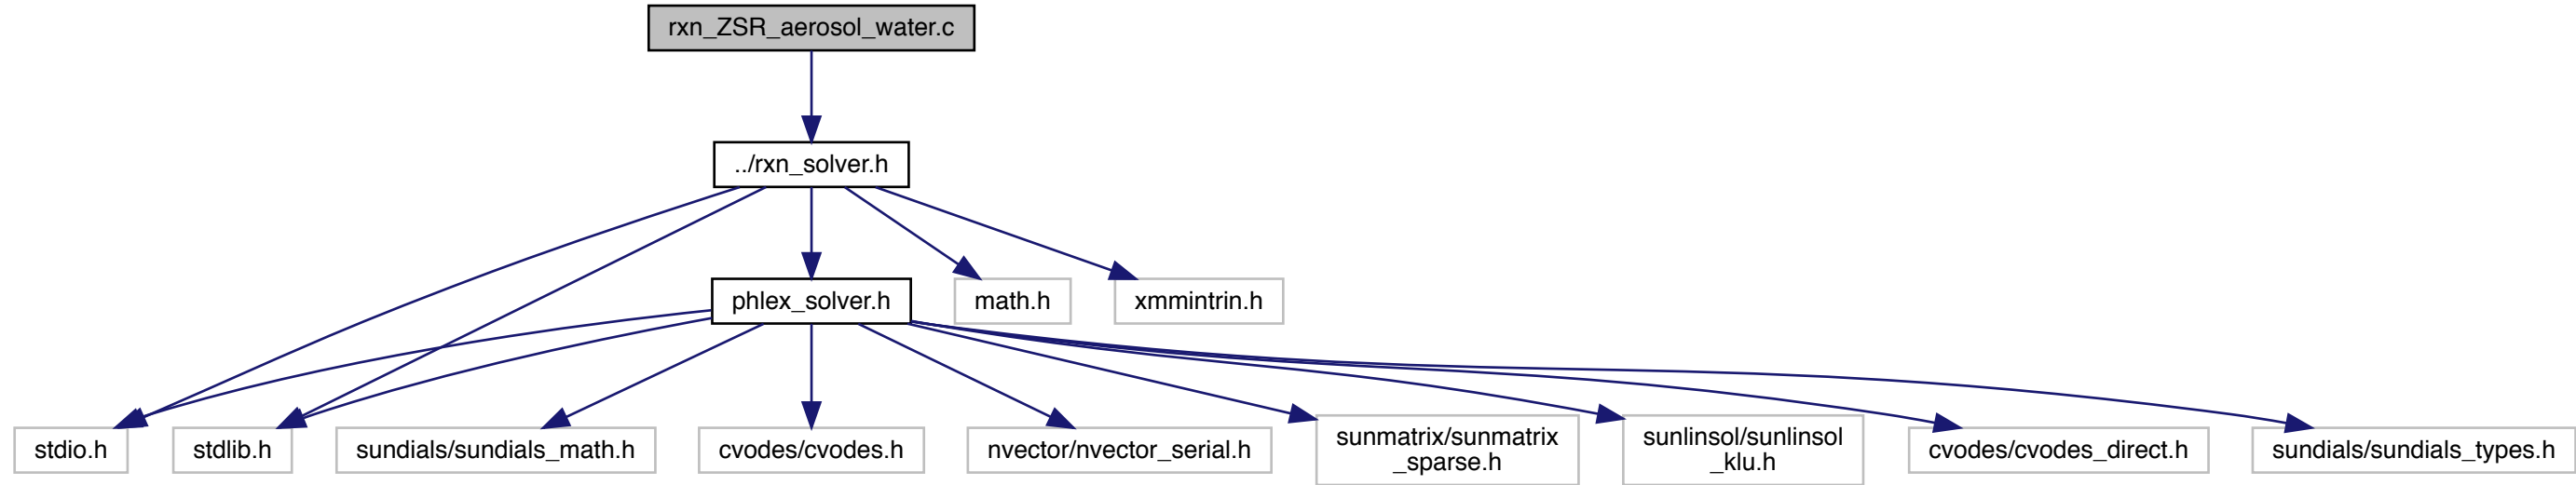 rxn_ZSR_aerosol_water.c
../rxn_solver.h
phlex_solver.h
math.h
xmmintrin.h
stdio.h
stdlib.h
sundials/sundials_math.h
cvodes/cvodes.h
nvector/nvector_serial.h
sunmatrix/sunmatrix
_sparse.h
sunlinsol/sunlinsol
_klu.h
cvodes/cvodes_direct.h
sundials/sundials_types.h